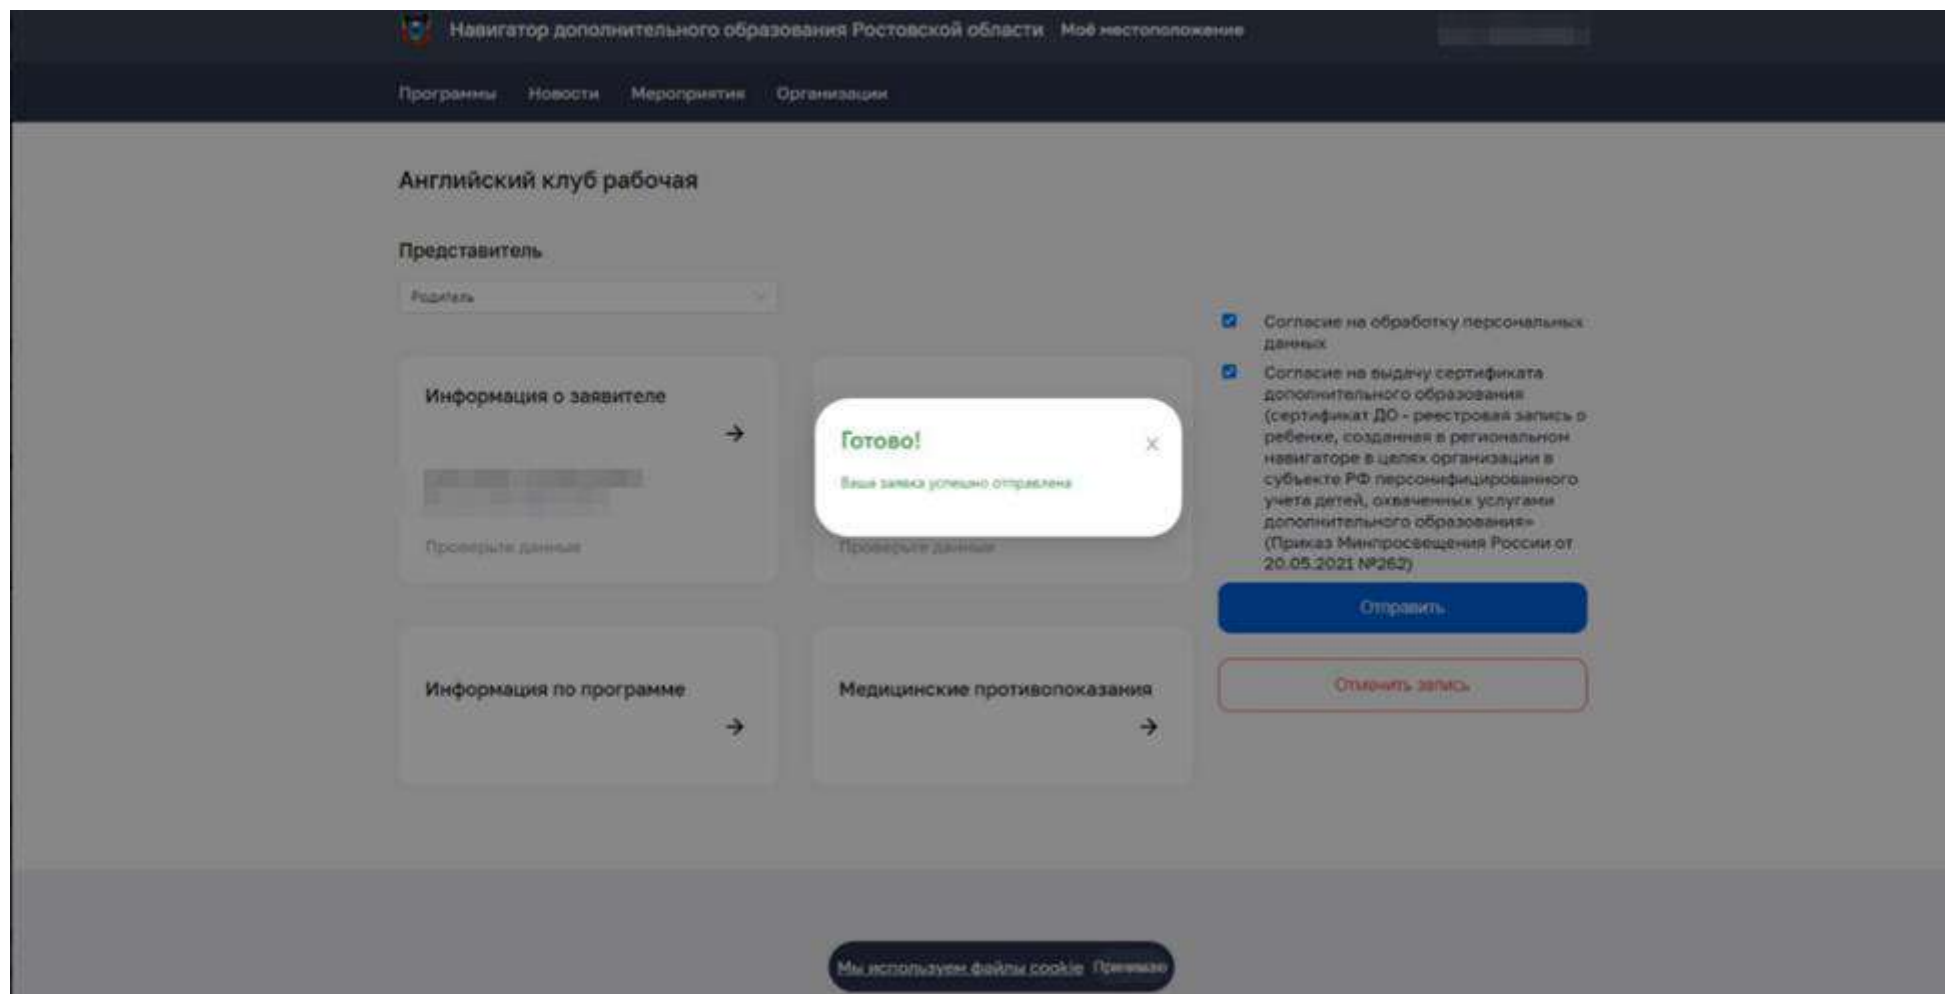 Навигатор дополнительного образования Ростовской области Моё местоположение
Программы Новости Мероприятия Организации
Английский клуб рабочая
Представитель
Родитель
Согласие на обработку персональных
данных
Согласие на выдачу сертификата
дополнительного образования
(сертификат ДО - реестровая запись о
ребенке, созданная в региональном
навигаторе в целях организации в
субъекте РФ персонифицированного
учета детей, охваченных услугами
дополнительного образования»
(Приказ Минпросвещения России от
20.05.2021 №262)
Информация о заявителе
Готово!
Ваша заявка успешно отправлена
Проверьте данные
Проверьте данные
Отправить
Информация по программе
Медицинские противопоказания
Отменить запись
Мы используем файлы cookie Принимаю